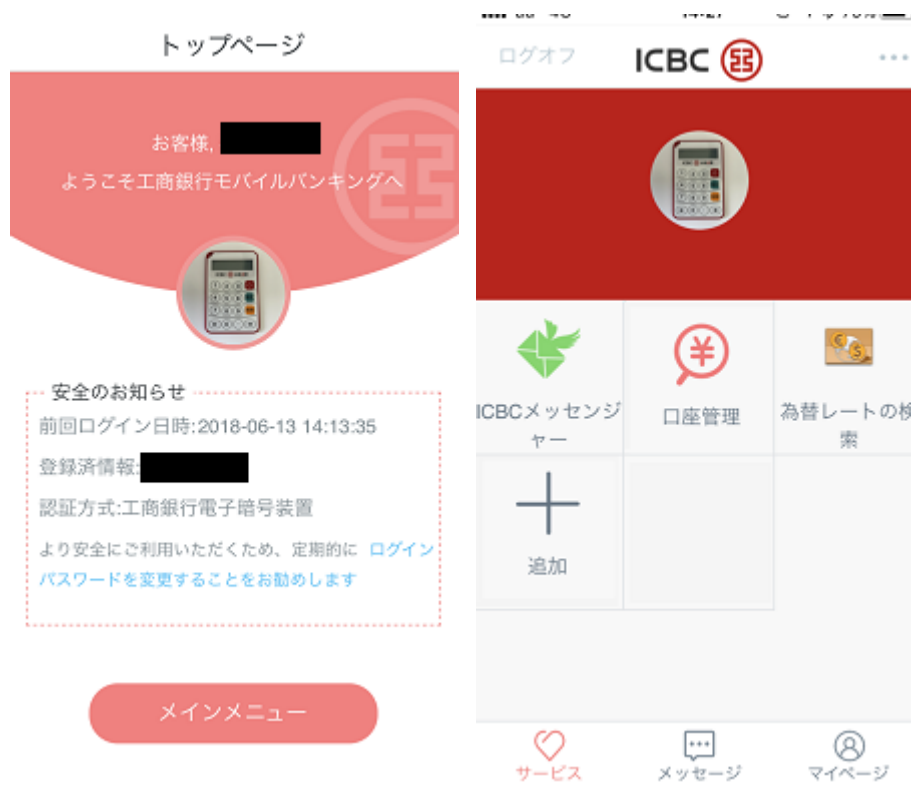 トップページ
お客様,
ようこそ工商銀行モバイルバンキングへ
安全のお知らせ
前回ログイン日時:2018-06-13 14:13:35
登録済情報:
認証方式:工商銀行電子暗号装置
より安全にご利用いただくため、定期的に ログイン
パスワードを変更することをお勧めします
メインメニュー
ログオフ
ICBC
ICBCメッセンジ
ャー
口座管理
為替レートの検
索
追加
サービス
メッセージ
マイページ